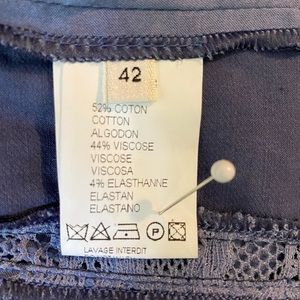 42
52% COTON
COTTON
ALGODON
44% VISCOSE
VISCOSE
VISCOSA
4% ELASTHANNE
ELASTAN
ELASTANO
P
LAVAGE INTERDIT